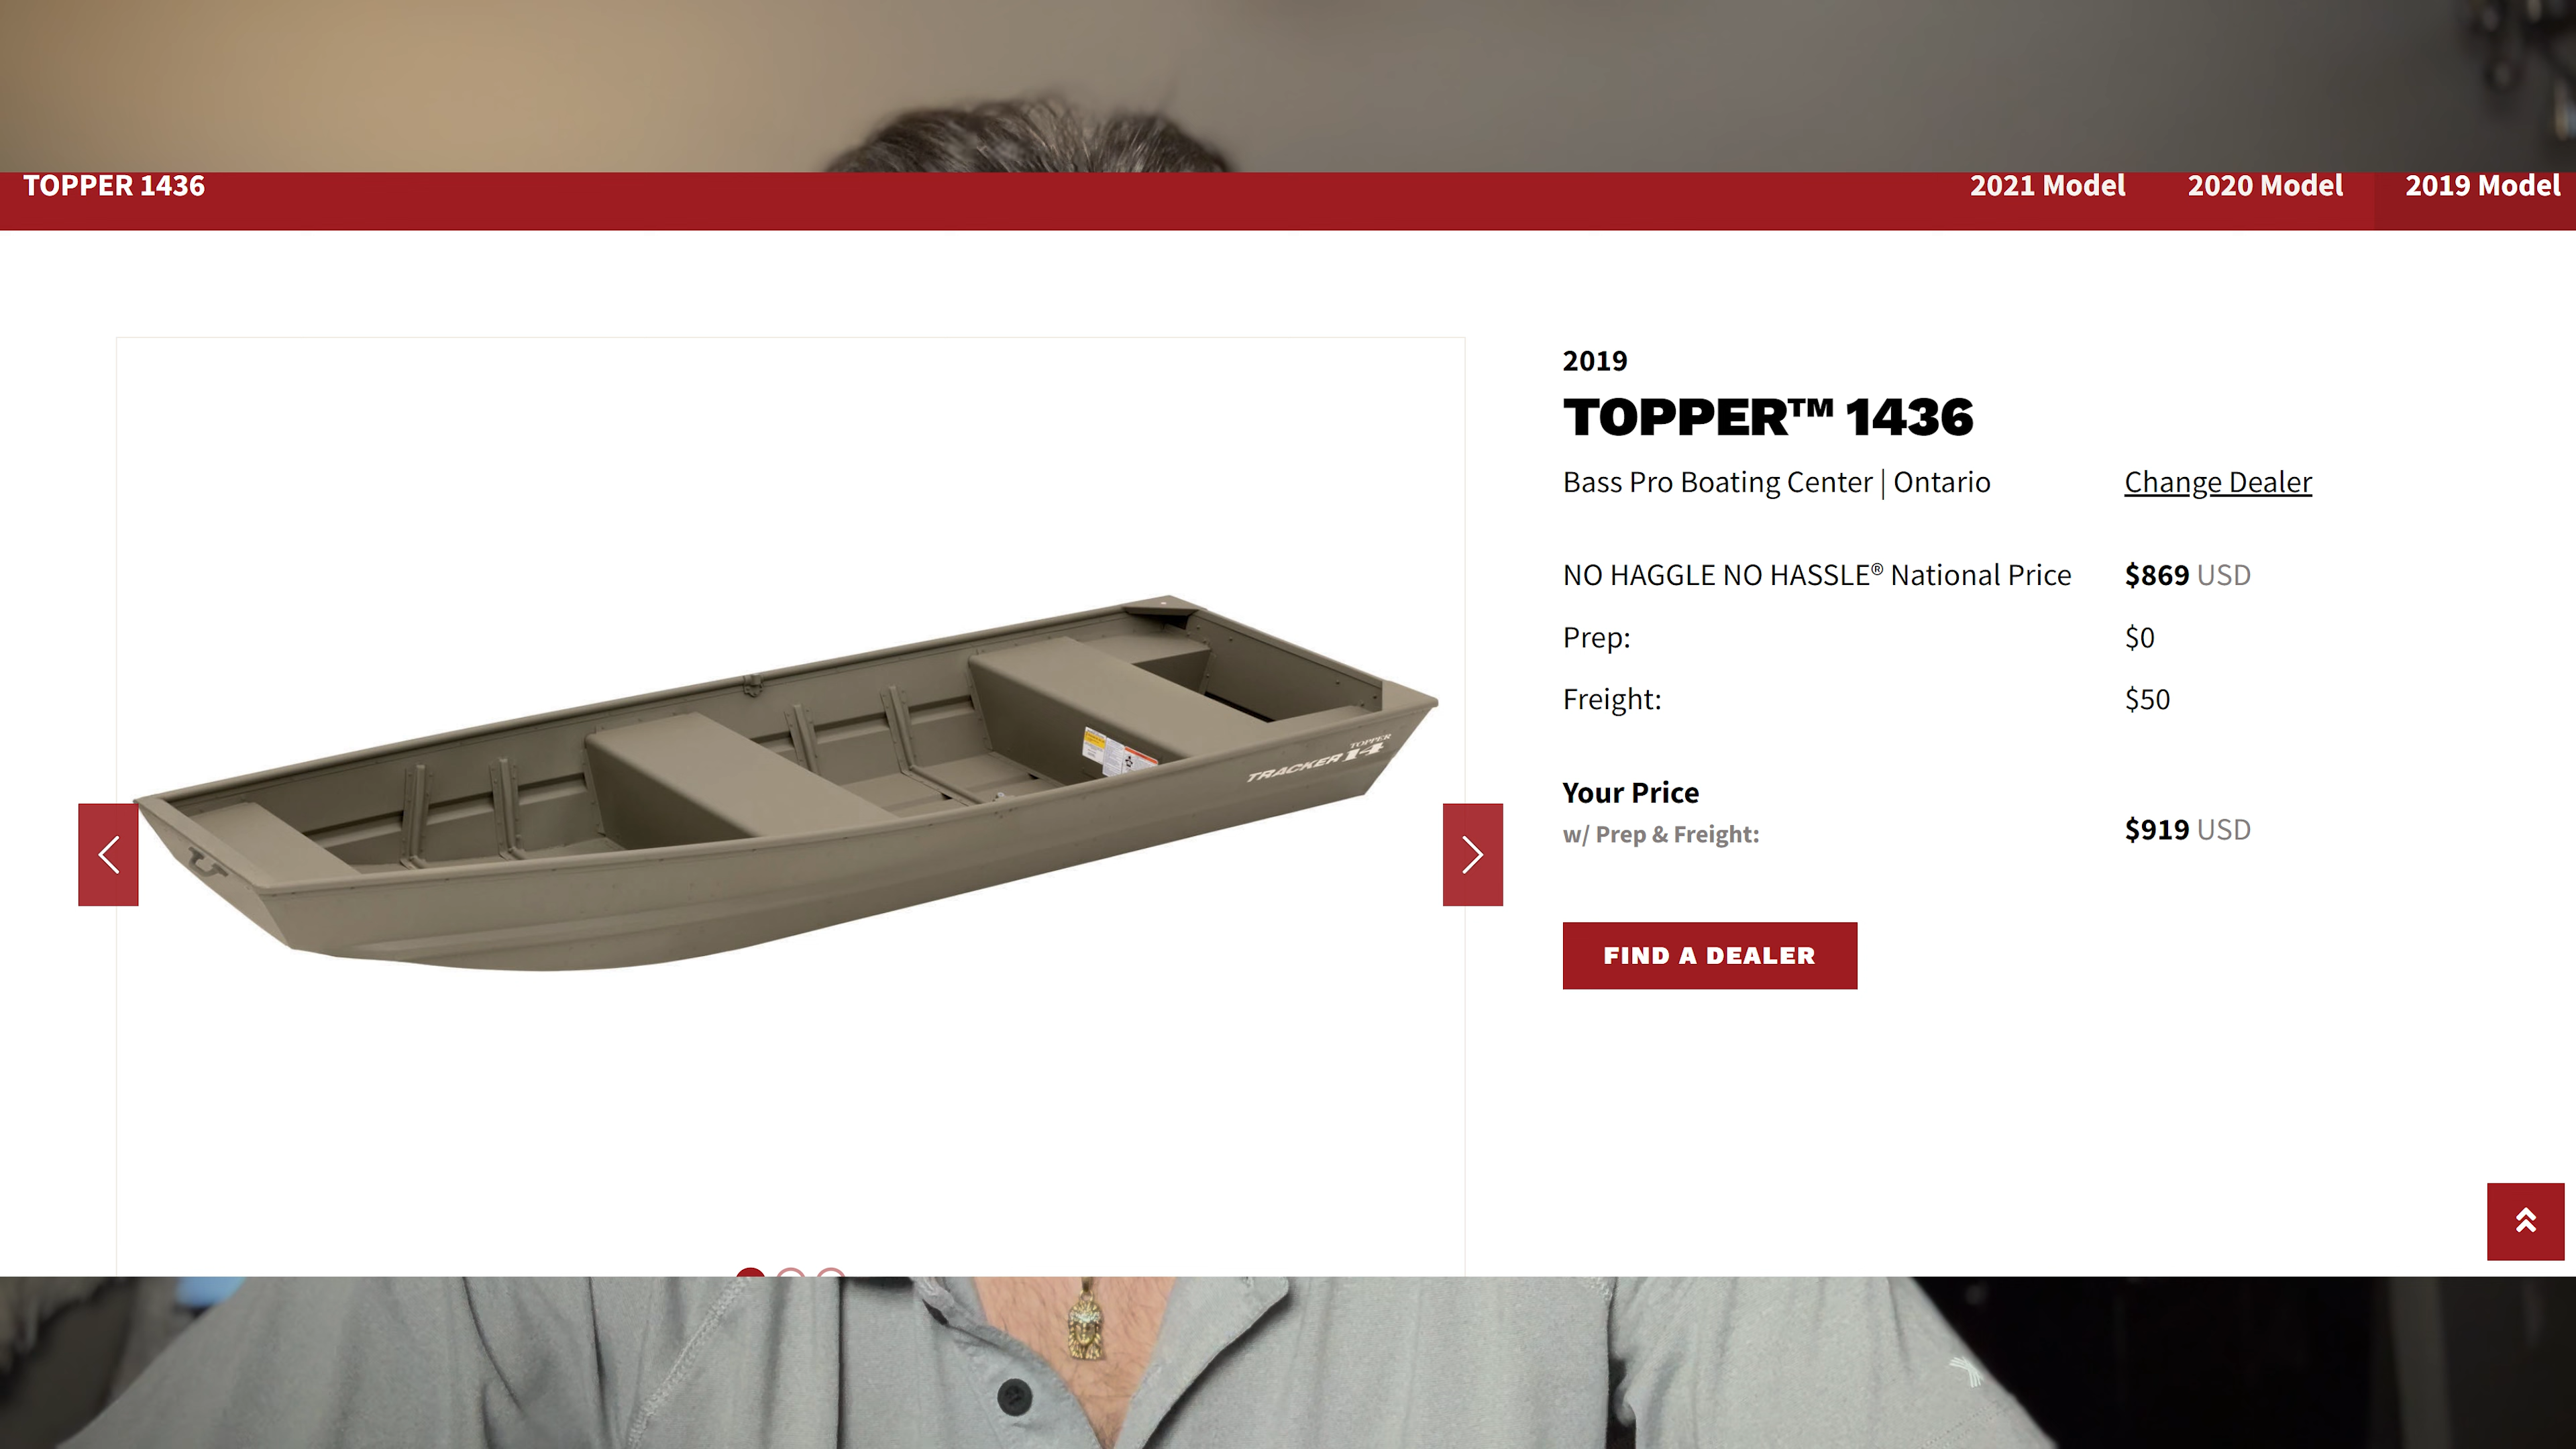 TOPPER 1436
2021 Model
2020 Model
2019 Model
2019
TOPPER™ 1436
Bass Pro Boating Center | Ontario
Change Dealer
NO HAGGLE NO HASSLE® National Price
$869 USD
Prep:
$0
Freight:
$50
Your Price
w/ Prep & Freight:
$919 USD
FIND A DEALER
TOPPER
TRACKER 14